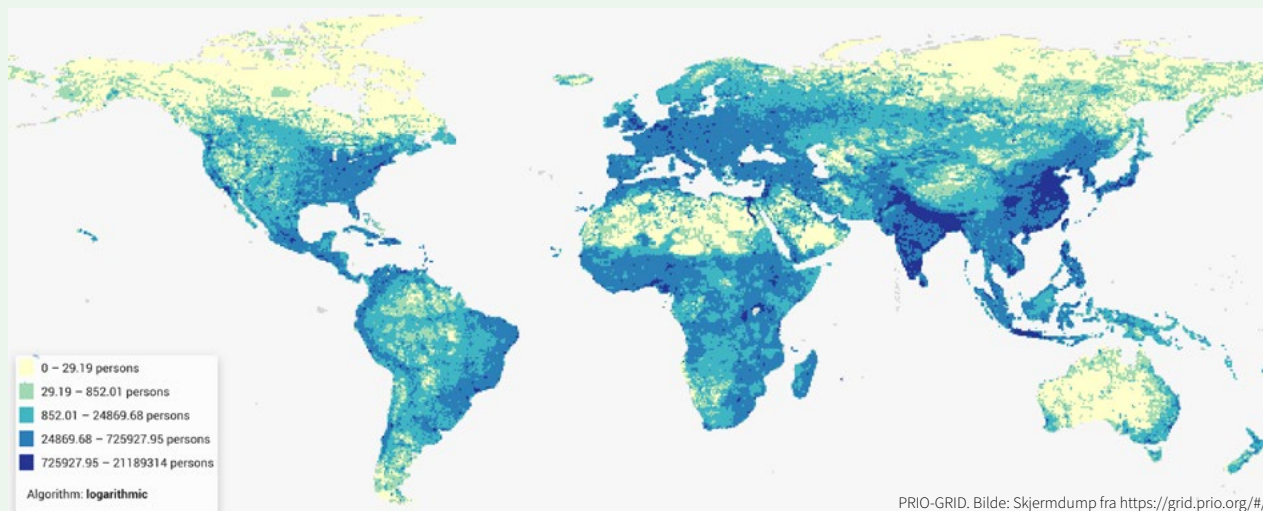 0 – 29.19 persons
29.19 – 852.01 persons
852.01 – 24869.68 persons
24869.68 – 725927.95 persons
725927.95 – 21189314 persons
Algorithm: logarithmic
PRIO-GRID. Bilde: Skjermdump fra https://grid.prio.org/#/